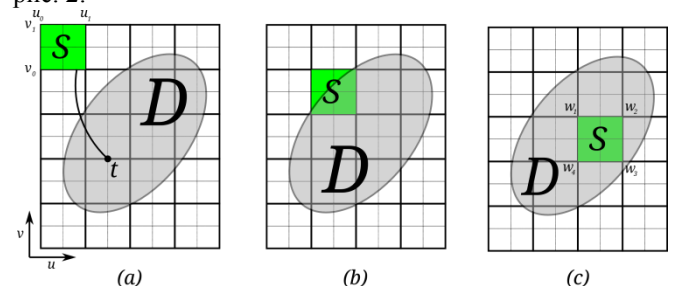 рис. 2.
u₀ u₁
v₁
S
v₀
D
t
v
u
(a)
S
D
(b)
w₁ w₂
S
D
w₄ w₃
(c)